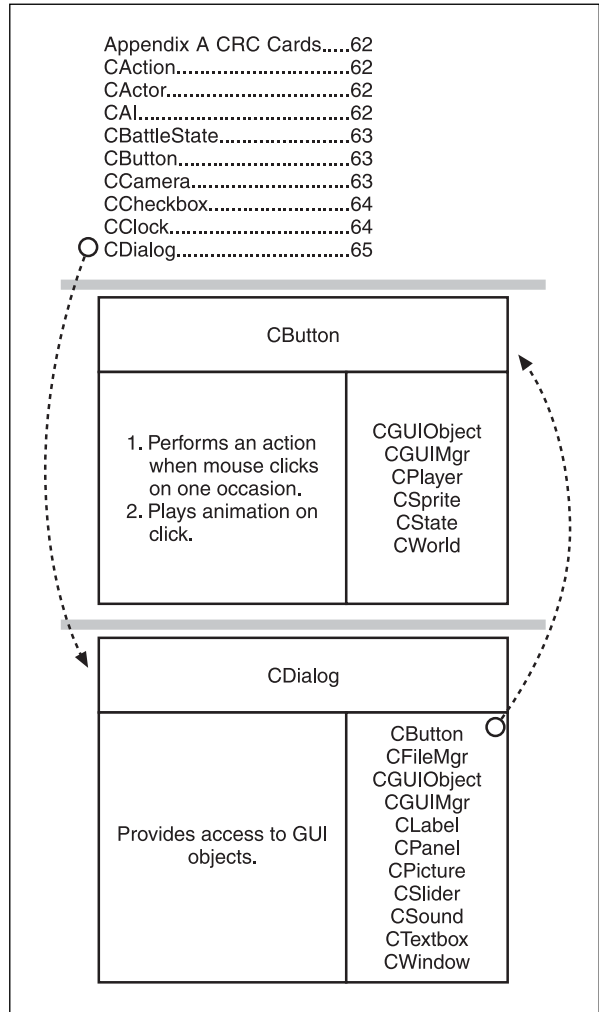 Appendix A CRC Cards.....62
CAction............................62
CActor..............................62
CAI...................................62
CBattleState.....................63
CButton............................63
CCamera..........................63
CCheckbox.......................64
CClock..............................64
CDialog.............................65
CButton
1. Performs an action
when mouse clicks
on one occasion.
2. Plays animation on
click.
CGUIObject
CGUIMgr
CPlayer
CSprite
CState
CWorld
CDialog
Provides access to GUI
objects.
CButton
CFileMgr
CGUIObject
CGUIMgr
CLabel
CPanel
CPicture
CSlider
CSound
CTextbox
CWindow